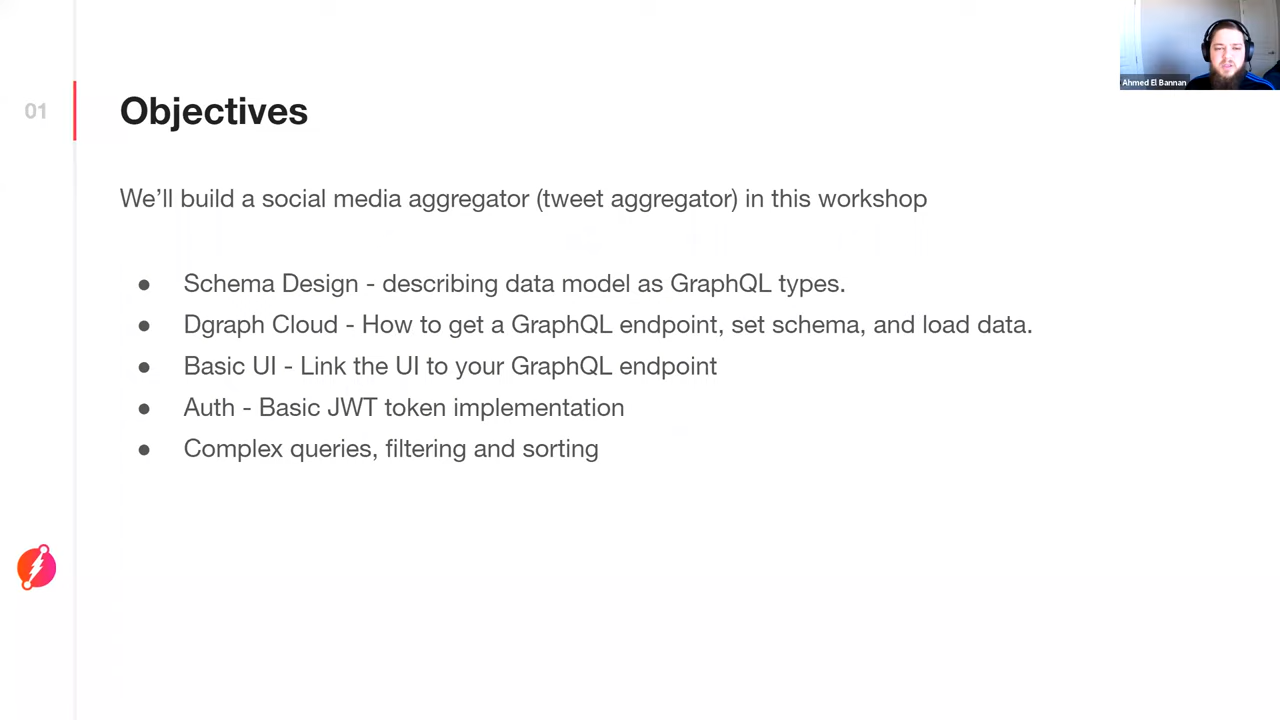 01
Objectives
We'll build a social media aggregator (tweet aggregator) in this workshop
● Schema Design - describing data model as GraphQL types.
● Dgraph Cloud - How to get a GraphQL endpoint, set schema, and load data.
● Basic UI - Link the UI to your GraphQL endpoint
● Auth - Basic JWT token implementation
● Complex queries, filtering and sorting
Ahmed El Bannan